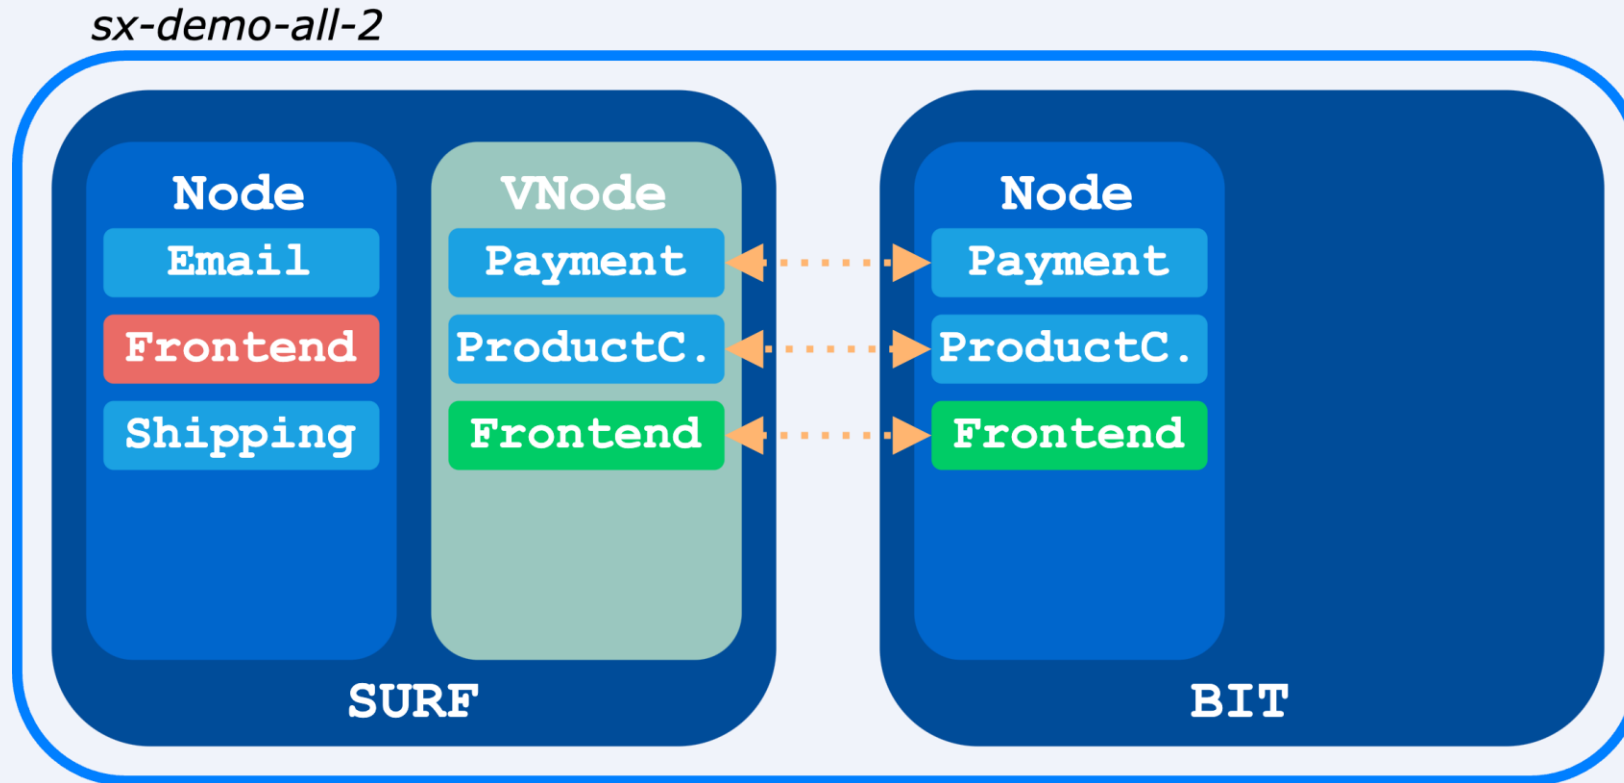 sx-demo-all-2
Node
Email
Frontend
Shipping
VNode
Payment
ProductC.
Frontend
SURF
Node
Payment
ProductC.
Frontend
BIT